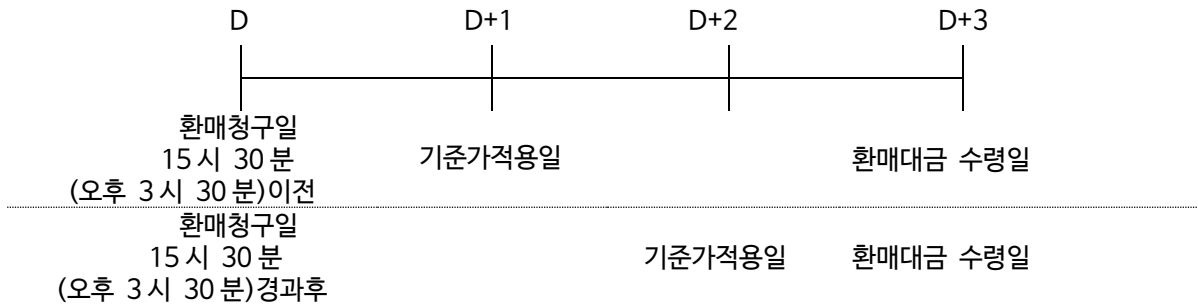 D D+1 D+2 D+3
환매청구일
15시 30분 기준가적용일 환매대금 수령일
(오후 3시 30분)이전
환매청구일
15시 30분 기준가적용일 환매대금 수령일
(오후 3시 30분)경과후